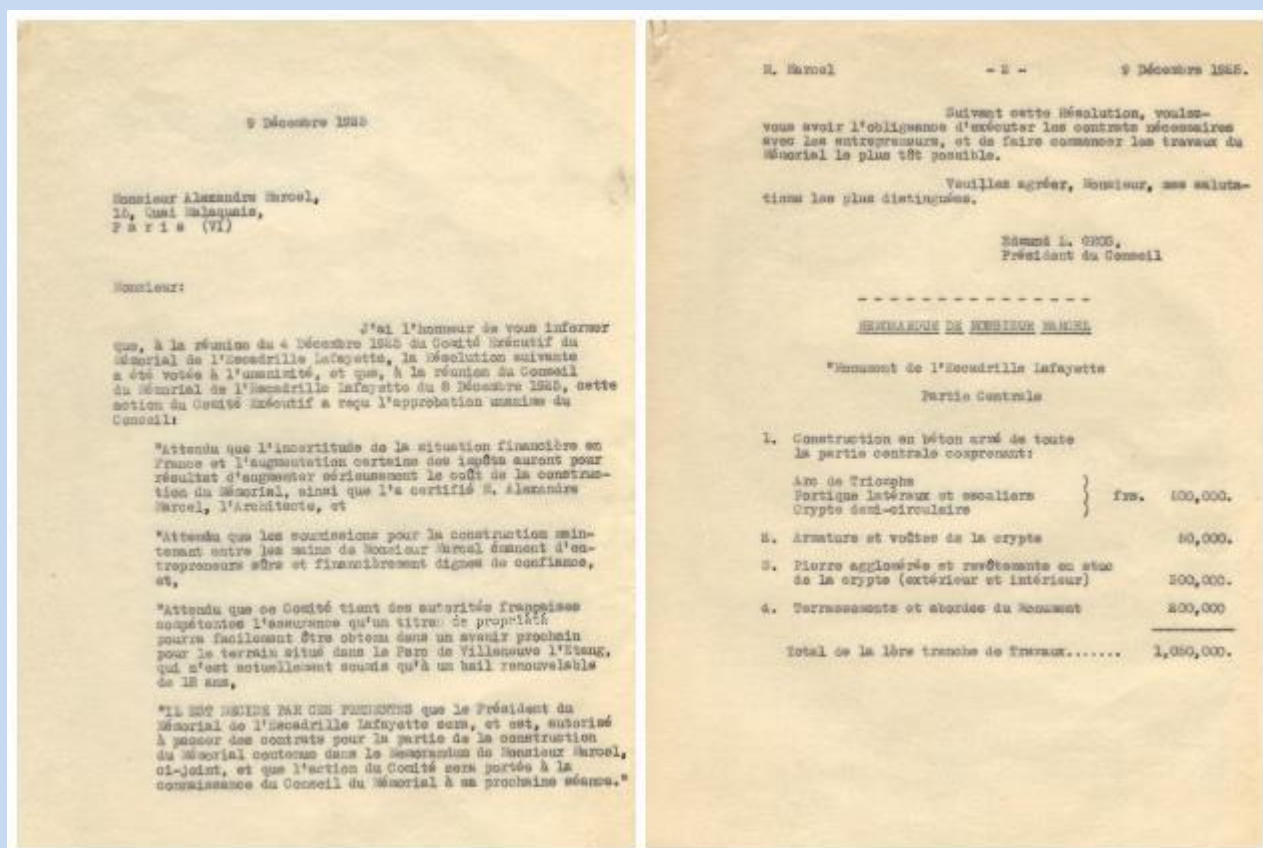 9 Décembre 1925
Monsieur Alexandre Marcel,
15, Quai Malaquais,
P a r i s (VI)
Monsieur:
J'ai l'honneur de vous informer
que, à la réunion du 4 Décembre 1925 du Comité Exécutif du
Mémorial de l'Escadrille Lafayette, la Résolution suivante
a été votée à l'unanimité, et que, à la réunion du Conseil
du Mémorial de l'Escadrille Lafayette du 8 Décembre 1925, cette
action du Comité Exécutif a reçu l'approbation unanime du
Conseil:
"Attendu que l'incertitude de la situation financière en
France et l'augmentation certaine des impôts auront pour
résultat d'augmenter sérieusement le coût de la construc-
tion du Mémorial, ainsi que l'a certifié M. Alexandre
Marcel, l'Architecte, et
"Attendu que les soumissions pour la construction main-
tenant entre les mains de Monsieur Marcel émanent d'en-
trepreneurs sûrs et financièrement dignes de confiance,
et,
"Attendu que ce Comité tient des autorités françaises
compétentes l'assurance qu'un titre de propriété
pourra facilement être obtenu dans un avenir prochain
pour le terrain situé dans le Parc de Villeneuve l'Etang,
qui n'est actuellement soumis qu'à un bail renouvelable
de 18 ans,
"IL EST DECIDE PAR CES PRESENTES que le Président du
Mémorial de l'Escadrille Lafayette sera, et est, autorisé
à passer des contrats pour la partie de la construction
du Mémorial contenue dans le Memorandum de Monsieur Marcel,
ci-joint, et que l'action du Comité sera portée à la
connaissance du Conseil du Mémorial à sa prochaine séance."
M. Marcel - 2 - 9 Décembre 1925.
Suivant cette Résolution, voulez-
vous avoir l'obligeance d'exécuter les contrats nécessaires
avec les entrepreneurs, et de faire commencer les travaux du
Mémorial le plus tôt possible.
Veuillez agréer, Monsieur, mes saluta-
tions les plus distinguées.
Edmund L. GROS,
Président du Conseil
MEMORANDUM DE MONSIEUR MARCEL
"Monument de l'Escadrille Lafayette
Partie Centrale
1. Construction en béton armé de toute
la partie centrale comprenant:
Arc de Triomphe
Portique latéraux et escaliers } frs. 500,000.
Crypte demi-circulaire
2. Armature et voûtes de la crypte 50,000.
3. Pierre agglomérée et revêtements en stuc
de la crypte (extérieur et intérieur) 300,000.
4. Terrassements et abords du Monument 200,000
Total de la 1ère tranche de Travaux....... 1,050,000.